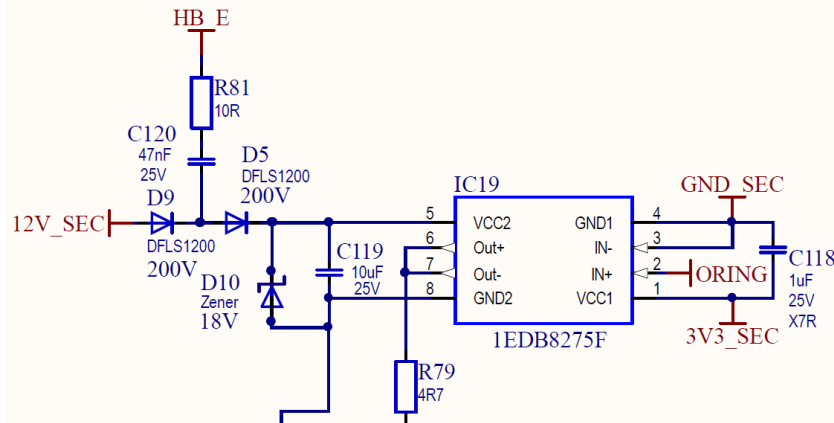 HB_E
R81
10R
C120
47nF
25V
D5
DFLS1200
200V
D9
12V_SEC
DFLS1200
200V
D10
Zener
18V
C119
10uF
25V
IC19
5 VCC2 GND1 4
6 Out+ IN- 3
7 Out- IN+ 2
8 GND2 VCC1 1
1EDB8275F
GND_SEC
ORING
C118
1uF
25V
X7R
3V3_SEC
R79
4R7